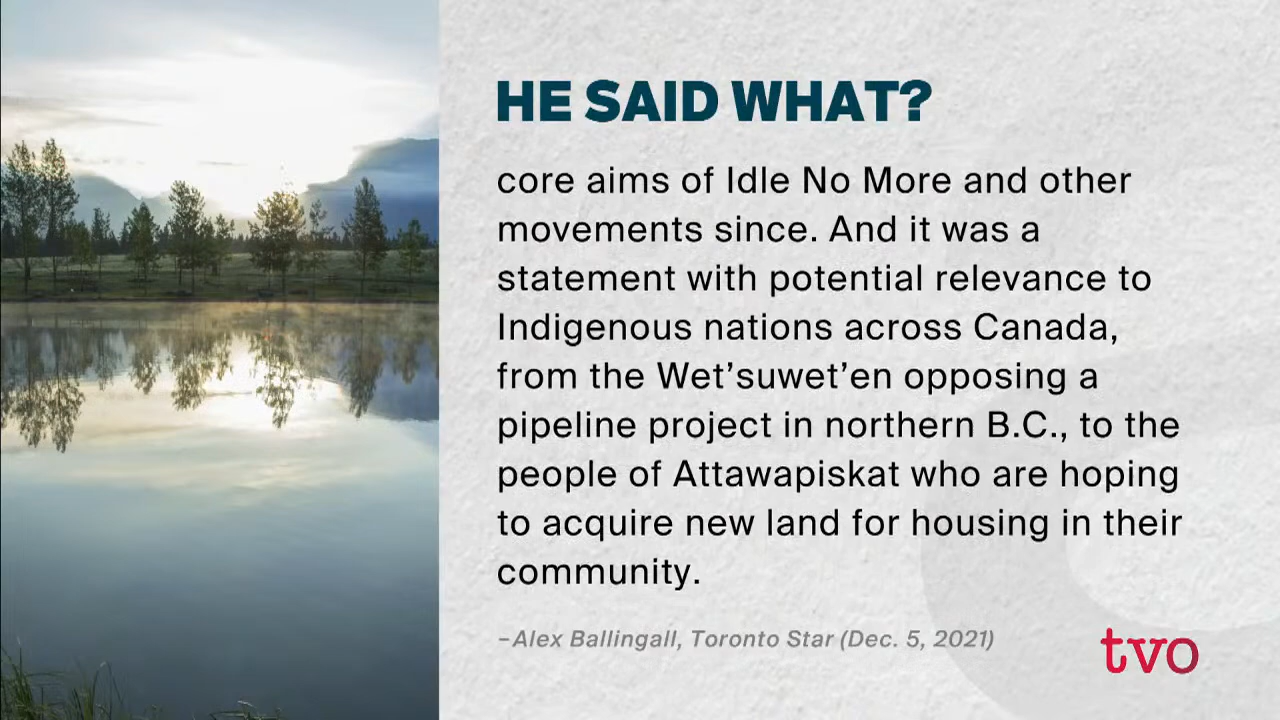 HE SAID WHAT?
core aims of Idle No More and other
movements since. And it was a
statement with potential relevance to
Indigenous nations across Canada,
from the Wet’suwet’en opposing a
pipeline project in northern B.C., to the
people of Attawapiskat who are hoping
to acquire new land for housing in their
community.
–Alex Ballingall, Toronto Star (Dec. 5, 2021)
tvo